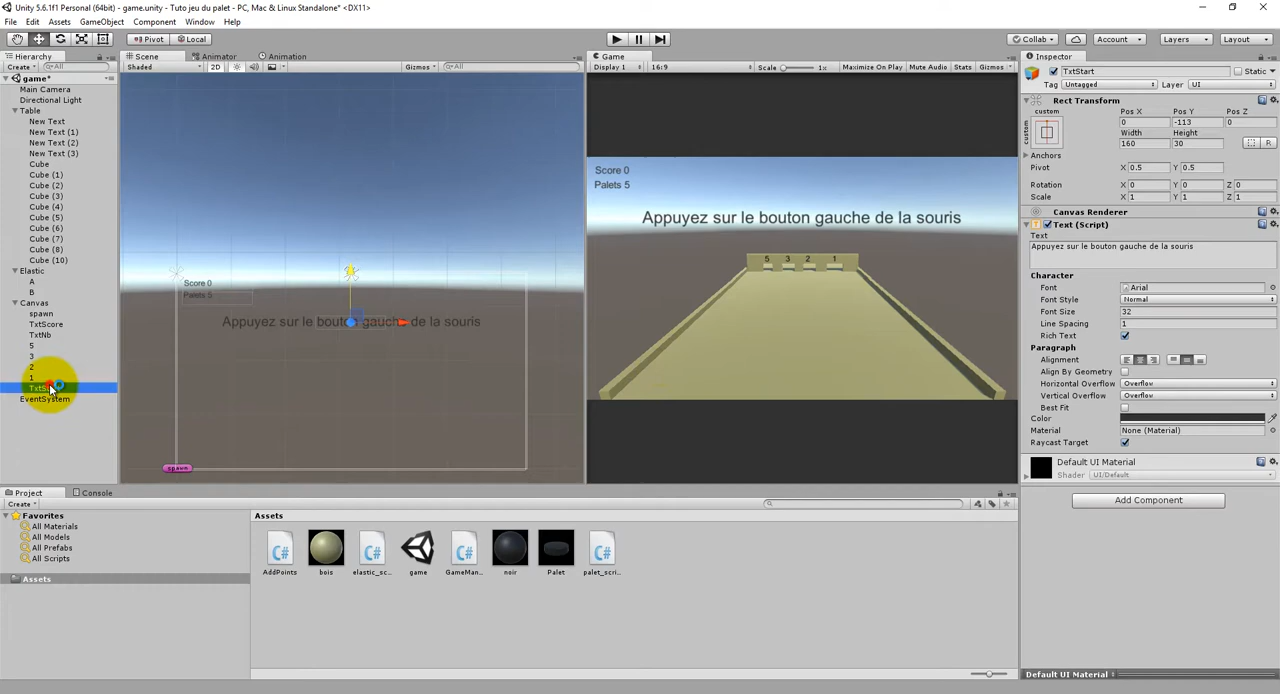 Unity 5.6.1f1 Personal (64bit) - game.unity - Tuto jeu du palet - PC, Mac & Linux Standalone* <DX11>
File Edit Assets GameObject Component Window Help
Pivot Local Collab Account Layers Layout
Hierarchy
Create All
game*
Main Camera
Directional Light
Table
New Text
New Text (1)
New Text (2)
New Text (3)
Cube
Cube (1)
Cube (2)
Cube (3)
Cube (4)
Cube (5)
Cube (6)
Cube (7)
Cube (8)
Cube (10)
Elastic
A
B
Canvas
spawn
TxtScore
TxtNb
5
3
2
1
EventSystem
Scene Animator Animation
Shaded 2D Gizmos All
Score 0
Palets 5
Appuyez sur le bouton gauche de la souris
spawn
Game
Display 1 16:9 Scale 1x Maximize On Play Mute Audio Stats Gizmos
Score 0
Palets 5
Appuyez sur le bouton gauche de la souris
5 3 2 1
Inspector
TxtStart Static
Tag Untagged Layer UI
Rect Transform
custom Pos X Pos Y Pos Z
custom 0 -113 0
Width Height
160 30 R
Anchors
Pivot X 0.5 Y 0.5
Rotation X 0 Y 0 Z 0
Scale X 1 Y 1 Z 1
Canvas Renderer
Text (Script)
Text
Appuyez sur le bouton gauche de la souris
Character
Font Arial
Font Style Normal
Font Size 32
Line Spacing 1
Rich Text
Paragraph
Alignment
Align By Geometry
Horizontal Overflow Overflow
Vertical Overflow Overflow
Best Fit
Color
Material None (Material)
Raycast Target
Default UI Material
Shader UI/Default
Add Component
Default UI Material
Project Console
Create
Favorites
All Materials
All Models
All Prefabs
All Scripts
Assets
Assets
AddPoints bois elastic_sc... game GameMan... noir Palet palet_scri...